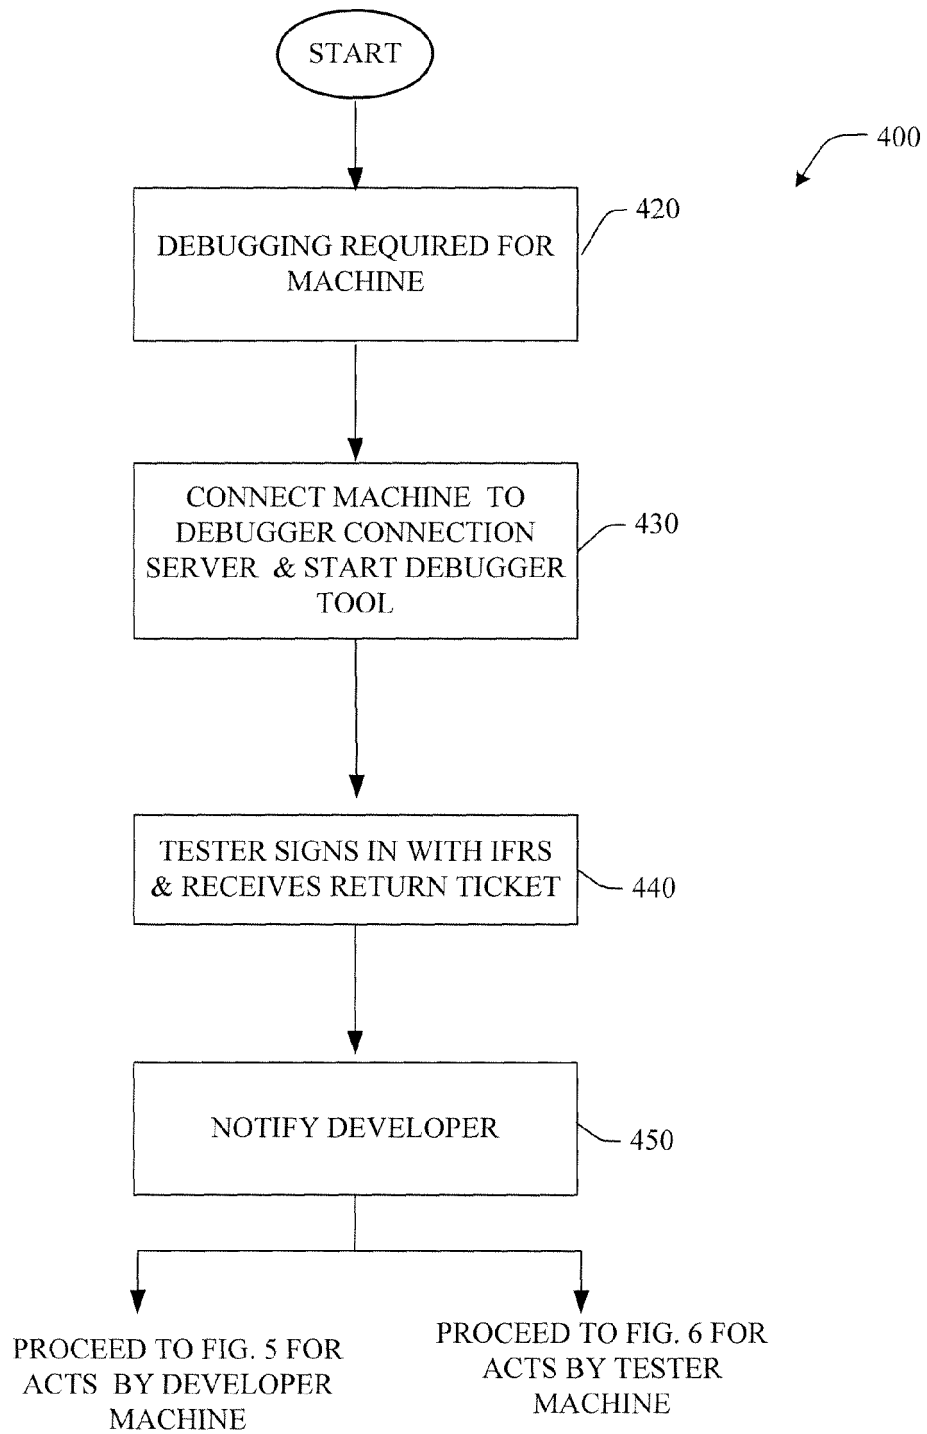 START
400
420
DEBUGGING REQUIRED FOR
MACHINE
CONNECT MACHINE TO
DEBUGGER CONNECTION
SERVER & START DEBUGGER
TOOL
430
TESTER SIGNS IN WITH IFRS
& RECEIVES RETURN TICKET
440
NOTIFY DEVELOPER
450
PROCEED TO FIG. 5 FOR
ACTS BY DEVELOPER
MACHINE
PROCEED TO FIG. 6 FOR
ACTS BY TESTER
MACHINE